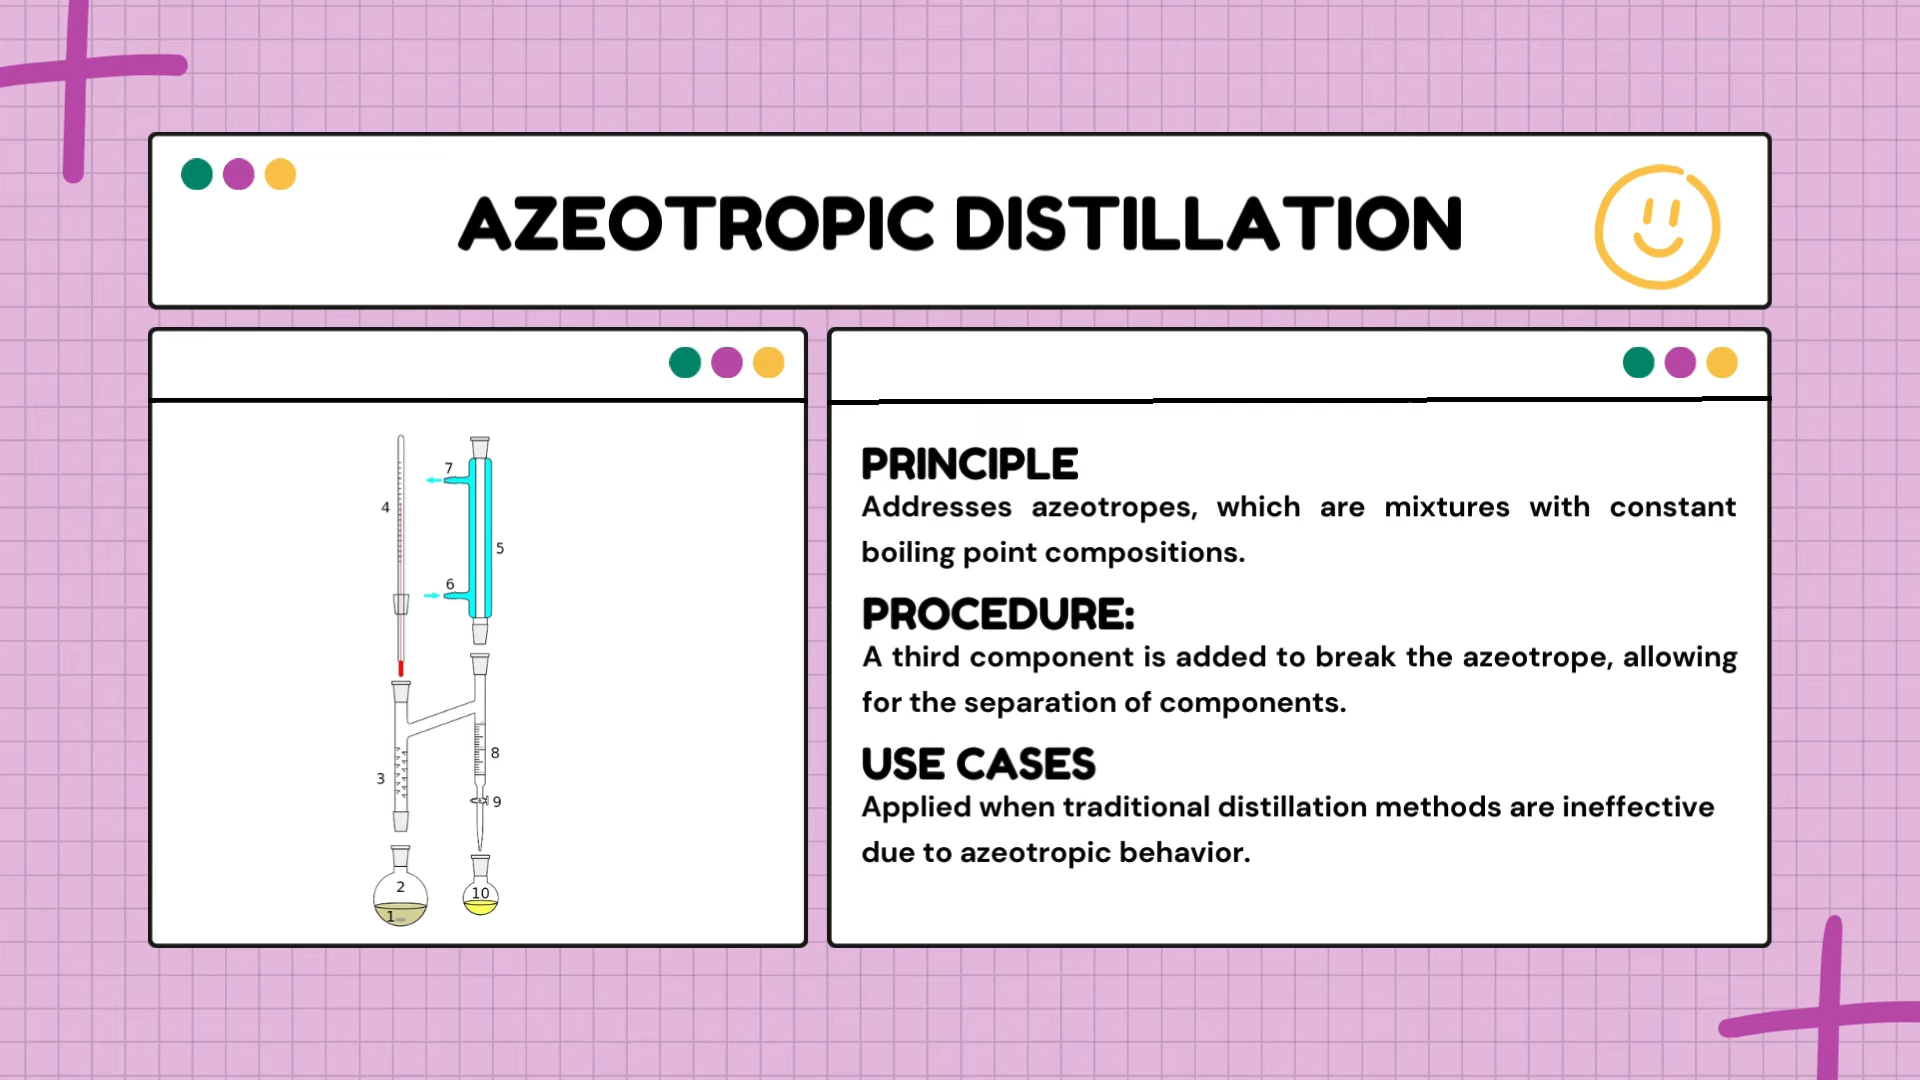 AZEOTROPIC DISTILLATION
7
4
5
6
8
3
9
2
10
1
PRINCIPLE
Addresses azeotropes, which are mixtures with constant
boiling point compositions.
PROCEDURE:
A third component is added to break the azeotrope, allowing
for the separation of components.
USE CASES
Applied when traditional distillation methods are ineffective
due to azeotropic behavior.